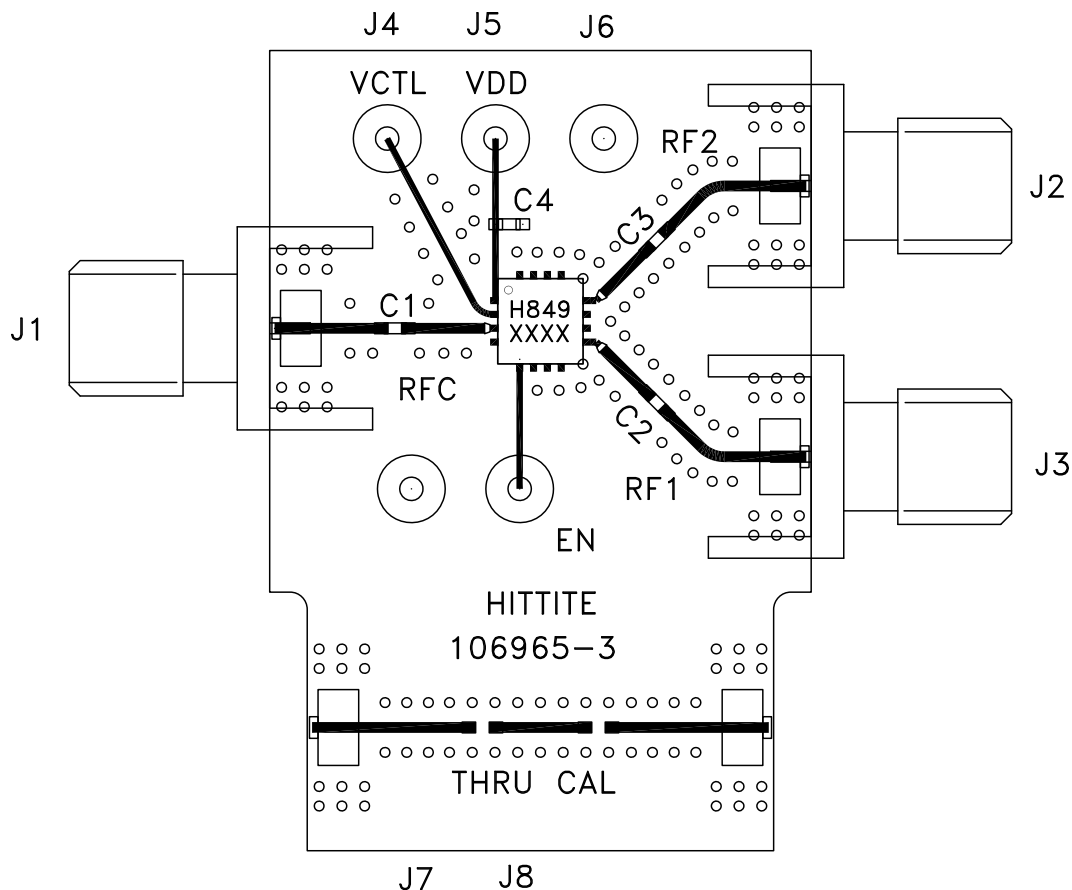 J4 J5 J6
VCTL VDD
RF2
J2
C4
C3
C1
H849
XXXX
J1
RFC
C2
J3
RF1
EN
HITTITE
106965-3
THRU CAL
J7 J8